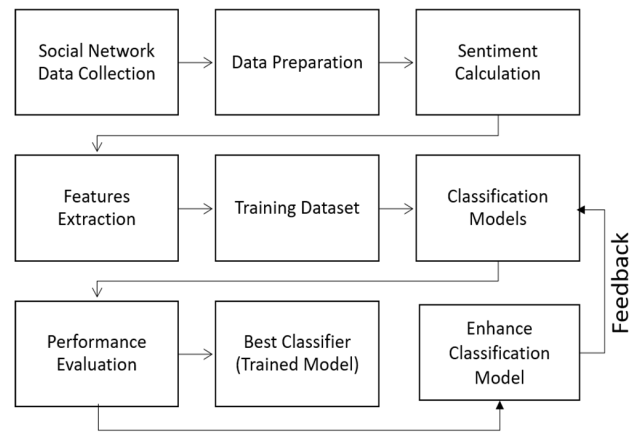 Social Network
Data Collection
Data Preparation
Sentiment
Calculation
Features
Extraction
Training Dataset
Classification
Models
Performance
Evaluation
Best Classifier
(Trained Model)
Enhance
Classification
Model
Feedback